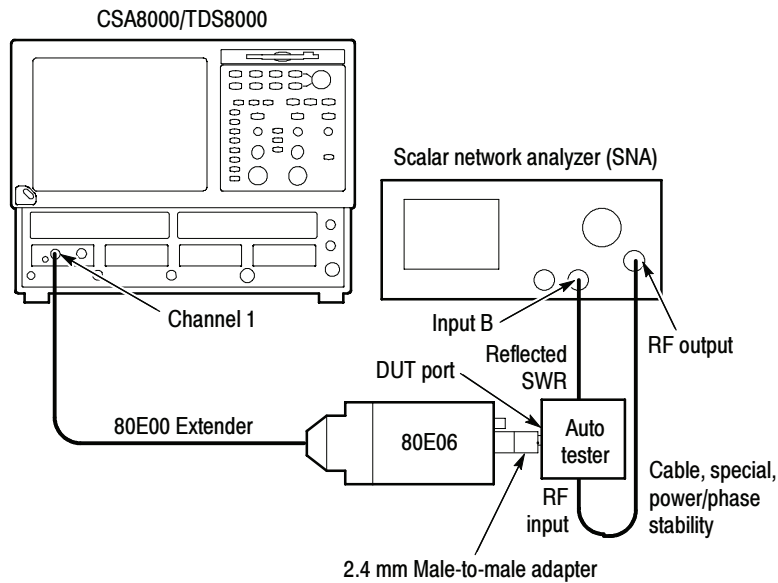 CSA8000/TDS8000
Scalar network analyzer (SNA)
Channel 1
Input B
RF output
Reflected
SWR
DUT port
80E00 Extender
80E06
Auto
tester
RF
input
Cable, special,
power/phase
stability
2.4 mm Male-to-male adapter